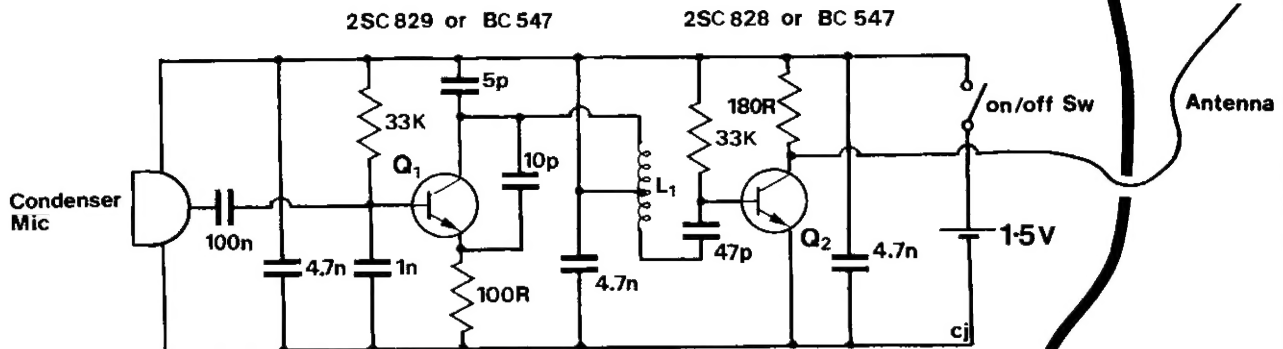 2SC 829 or BC 547
2SC 828 or BC 547
5p
33K
Q1
10p
L1
33K
180R
on/off Sw
Antenna
Condenser
Mic
100n
4.7n
1n
100R
4.7n
47p
Q2
4.7n
1·5V
cj